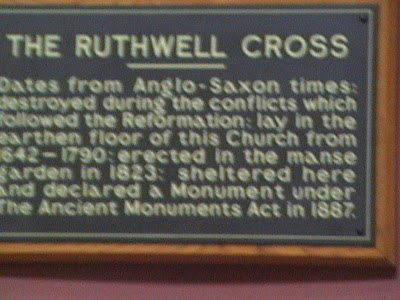 THE RUTHWELL CROSS
Dates from Anglo-Saxon times:
destroyed during the conflicts which
followed the Reformation: lay in the
earthen floor of this Church from
1642-1790: erected in the manse
garden in 1823: sheltered here
and declared a Monument under
The Ancient Monuments Act in 1887.